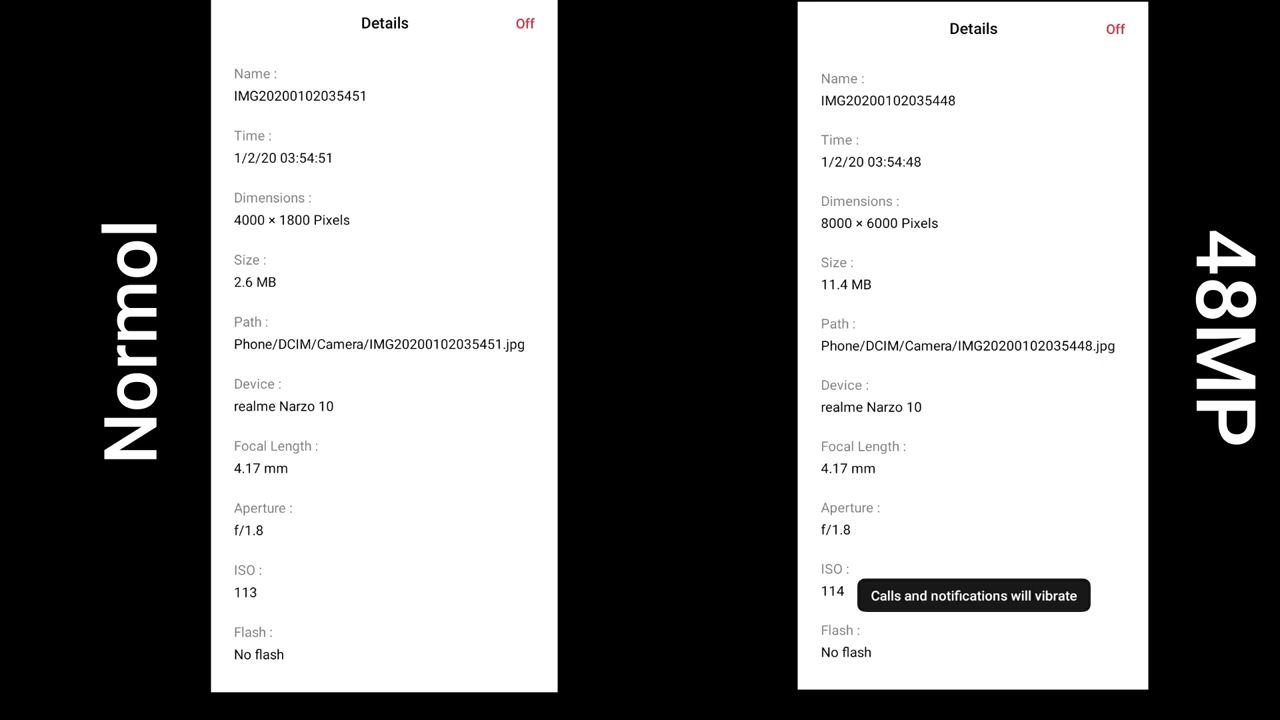 Normol
Details
Off
Name :
IMG20200102035451
Time :
1/2/20 03:54:51
Dimensions :
4000 × 1800 Pixels
Size :
2.6 MB
Path :
Phone/DCIM/Camera/IMG20200102035451.jpg
Device :
realme Narzo 10
Focal Length :
4.17 mm
Aperture :
f/1.8
ISO :
113
Flash :
No flash
Details
Off
Name :
IMG20200102035448
Time :
1/2/20 03:54:48
Dimensions :
8000 × 6000 Pixels
Size :
11.4 MB
Path :
Phone/DCIM/Camera/IMG20200102035448.jpg
Device :
realme Narzo 10
Focal Length :
4.17 mm
Aperture :
f/1.8
ISO :
114
Calls and notifications will vibrate
Flash :
No flash
48MP